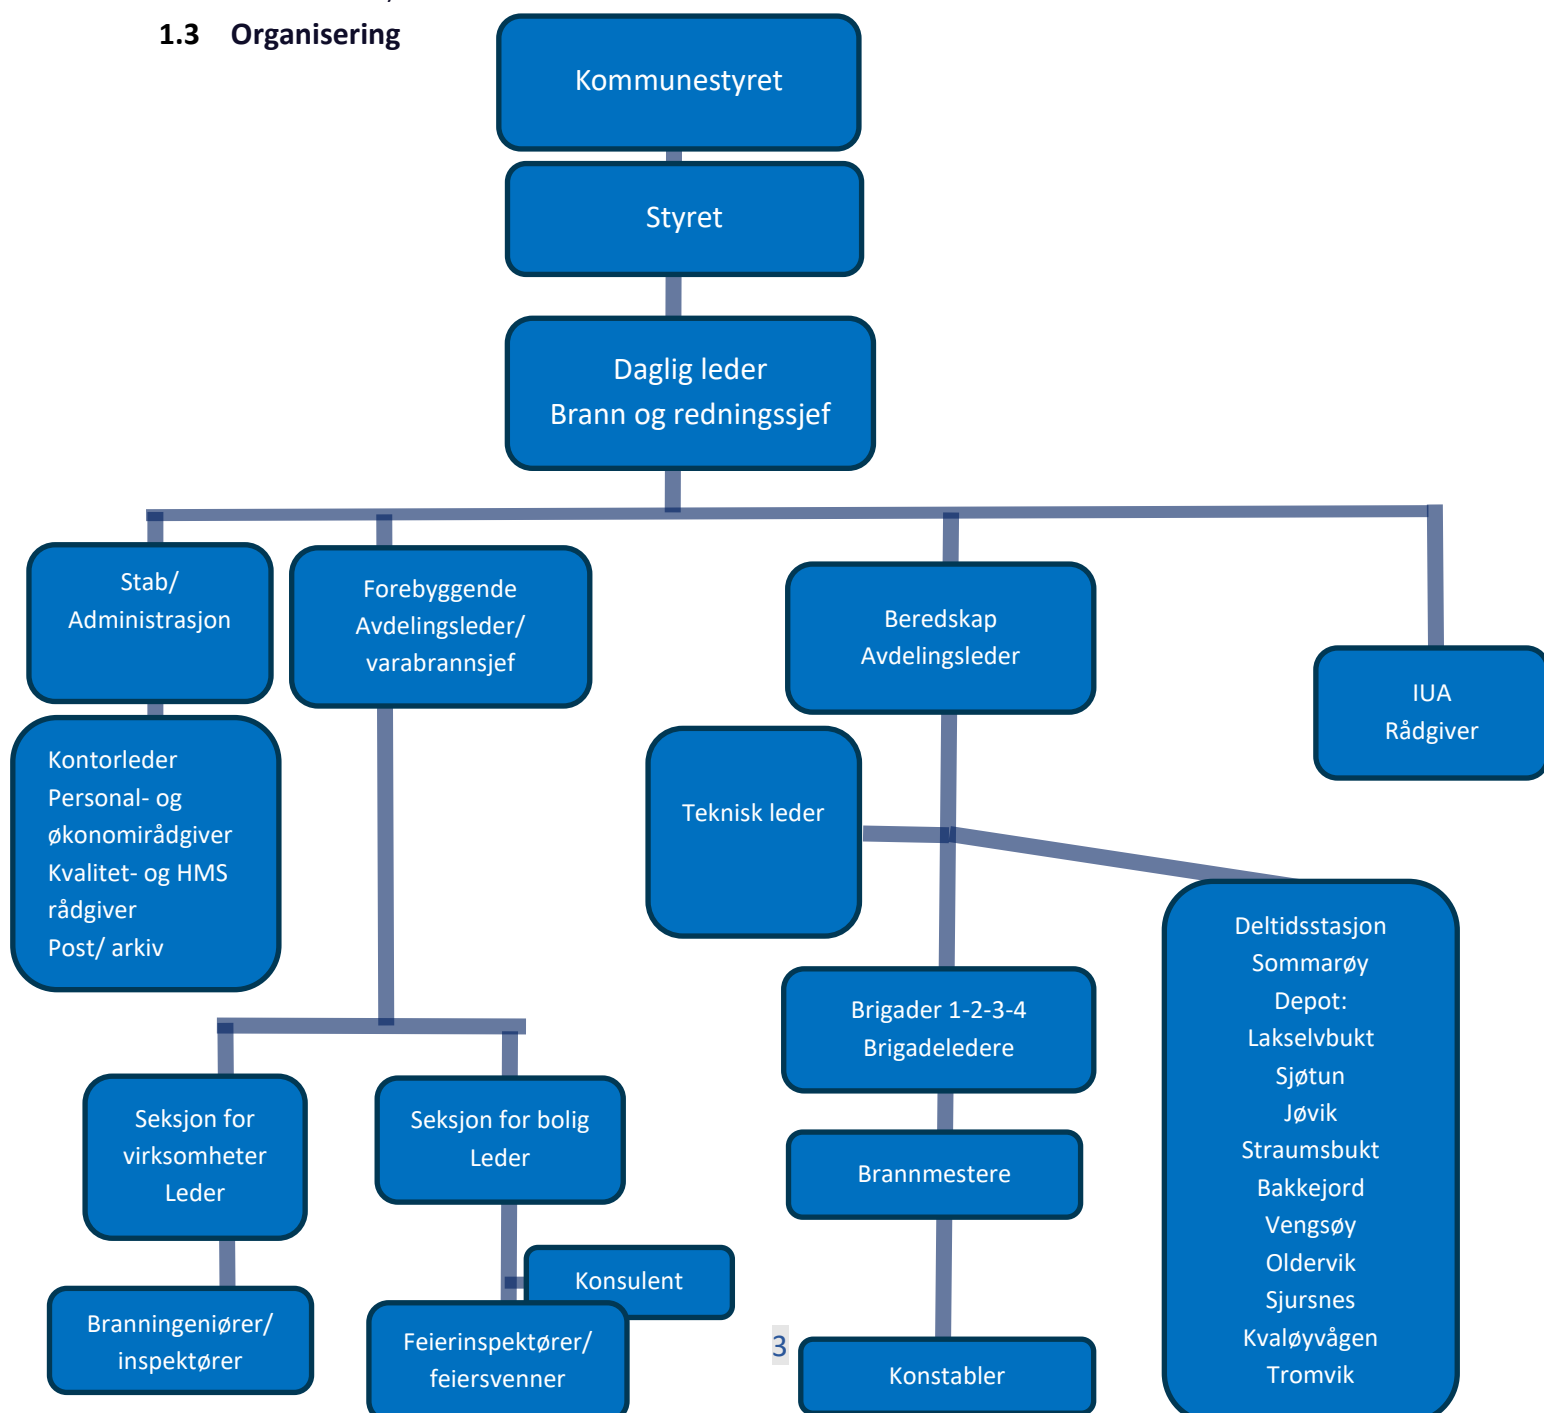 1.3 Organisering
Kommunestyret
Styret
Daglig leder
Brann og redningssjef
Stab/
Administrasjon
Forebyggende
Avdelingsleder/
varabrannsjef
Beredskap
Avdelingsleder
IUA
Rådgiver
Kontorleder
Personal- og
økonomirådgiver
Kvalitet- og HMS
rådgiver
Post/ arkiv
Teknisk leder
Deltidsstasjon
Sommarøy
Depot:
Lakselvbukt
Sjøtun
Jøvik
Straumsbukt
Bakkejord
Vengsøy
Oldervik
Sjursnes
Kvaløyvågen
Tromvik
Brigader 1-2-3-4
Brigadeledere
Seksjon for
virksomheter
Leder
Seksjon for bolig
Leder
Brannmestere
Konsulent
Branningeniører/
inspektører
Feierinspektører/
feiersvenner
Konstabler
3